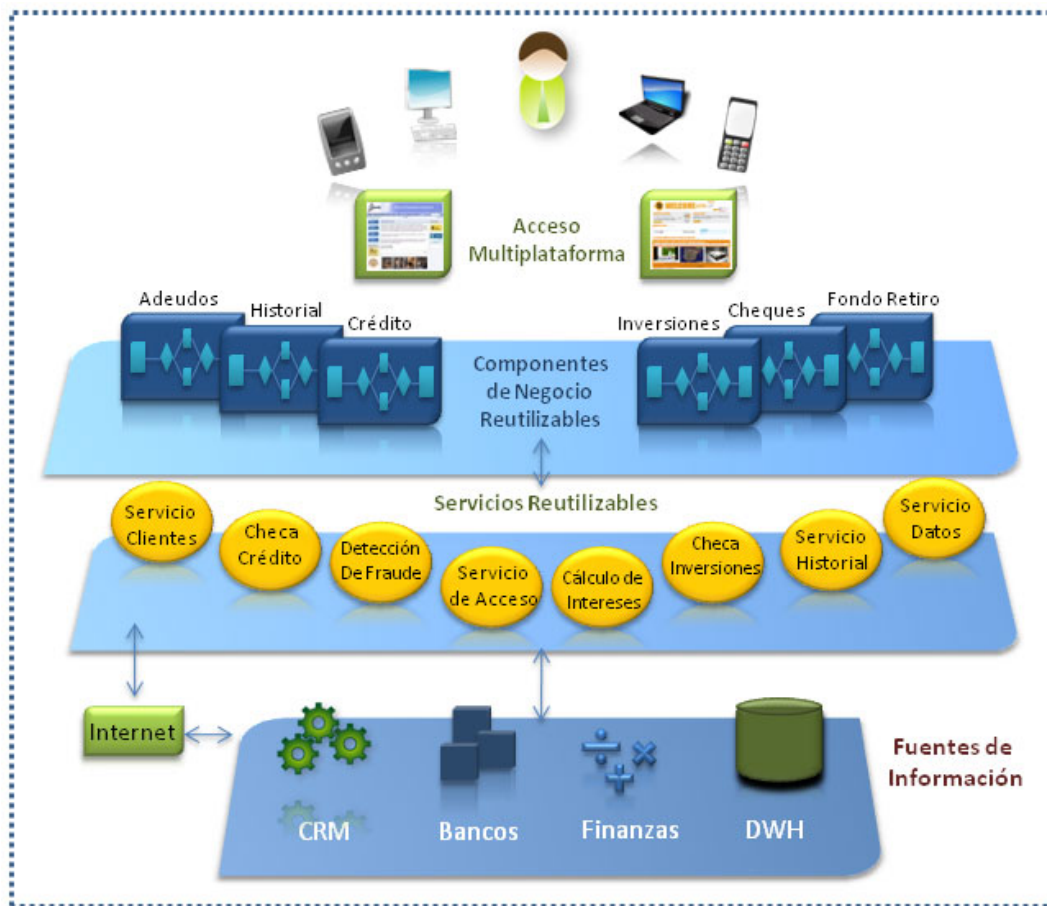 WELCOME
Acceso
Multiplataforma
Adeudos
Historial
Crédito
Inversiones
Cheques
Fondo Retiro
Componentes
de Negocio
Reutilizables
Servicios Reutilizables
Servicio
Clientes
Checa
Crédito
Detección
De Fraude
Servicio
de Acceso
Cálculo de
Intereses
Checa
Inversiones
Servicio
Historial
Servicio
Datos
Internet
CRM
Bancos
Finanzas
DWH
Fuentes de
Información